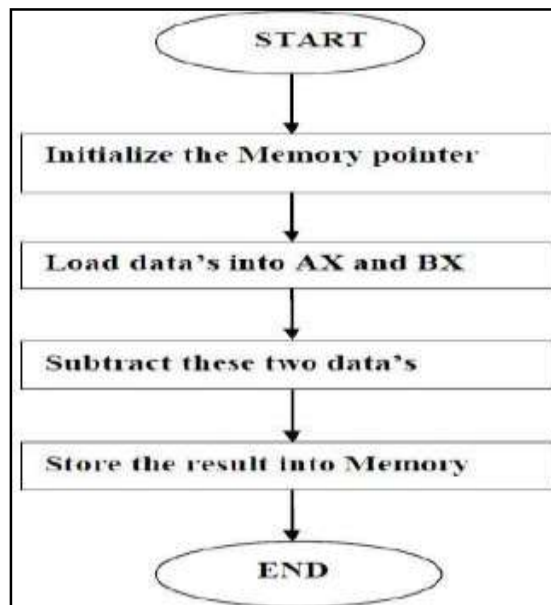 START
Initialize the Memory pointer
Load data's into AX and BX
Subtract these two data's
Store the result into Memory
END